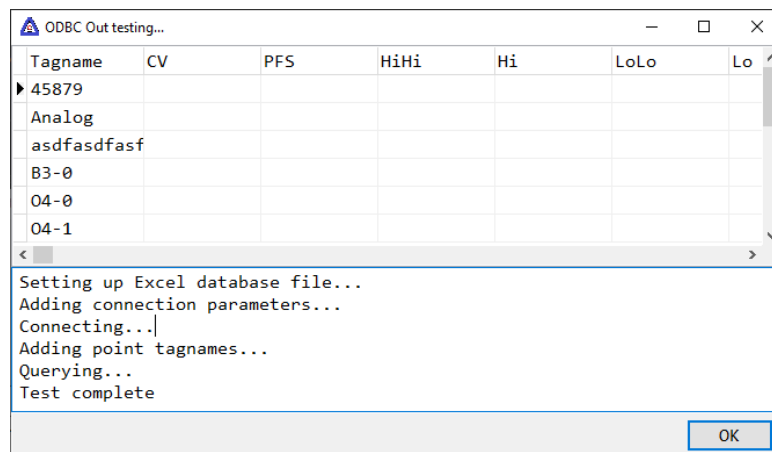 ODBC Out testing...
Tagname CV PFS HiHi Hi LoLo Lo
45879
Analog
asdfasdfasf
B3-0
O4-0
O4-1
Setting up Excel database file...
Adding connection parameters...
Connecting...
Adding point tagnames...
Querying...
Test complete
OK